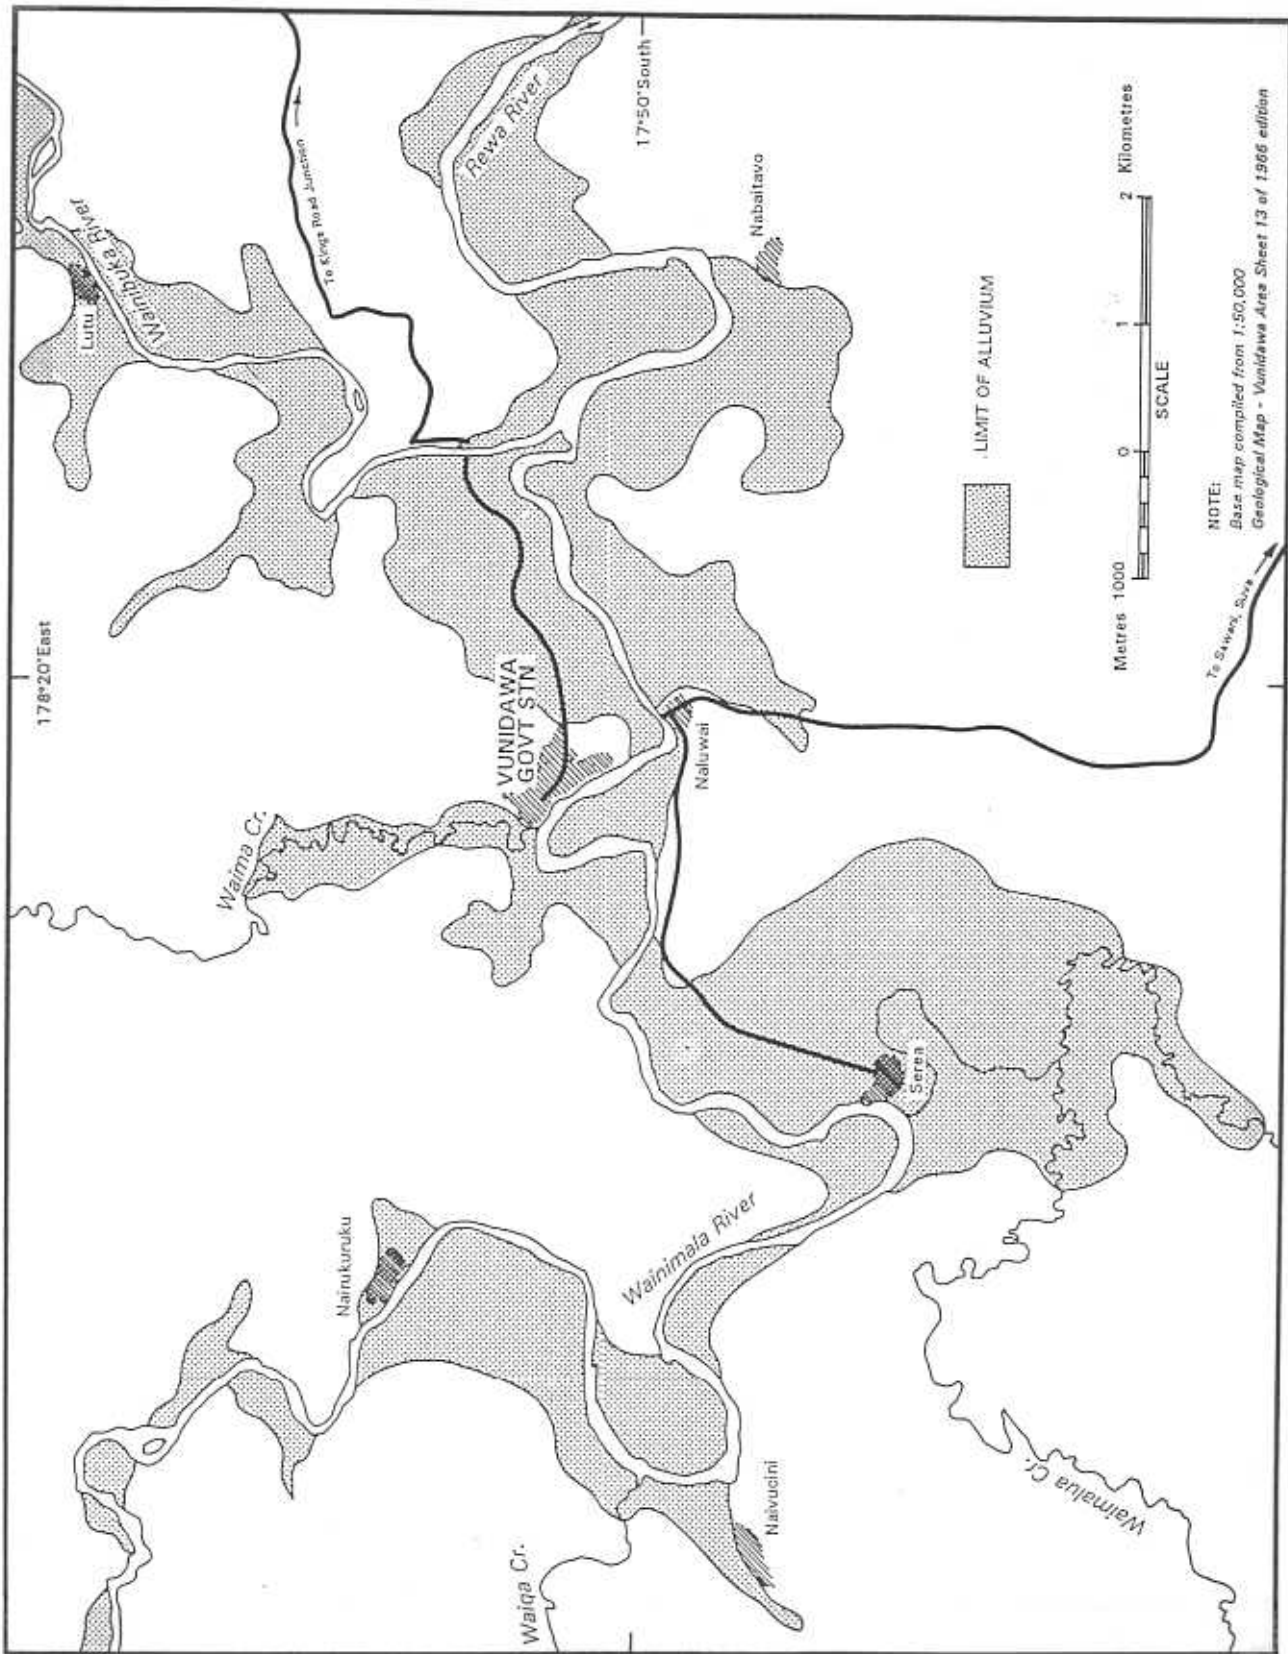 178°20'East
Lutu
Wainibuka River
To Kings Road Junction
Rewa River
17°50'South
Nabaitavo
Waima Cr.
VUNIDAWA
GOVT STN
Naluwai
Nairukuruku
Wainimala River
Serea
Waiqa Cr.
Naivucini
Waimalua Cr.
To Sawani, Suva
LIMIT OF ALLUVIUM
Metres 1000 0 1 2 Kilometres
SCALE
NOTE:
Base map compiled from 1:50,000
Geological Map - Vunidawa Area Sheet 13 of 1966 edition